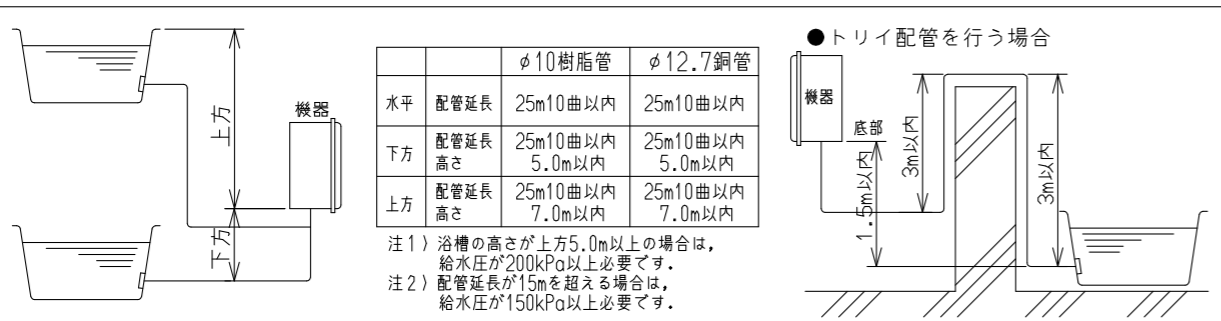 上方
下方
機器
φ10樹脂管 φ12.7銅管
水平 配管延長 25m10曲以内 25m10曲以内
下方 配管延長 25m10曲以内 25m10曲以内
高さ 5.0m以内 5.0m以内
上方 配管延長 25m10曲以内 25m10曲以内
高さ 7.0m以内 7.0m以内
注1）浴槽の高さが上方5.0m以上の場合は，
給水圧が200kPa以上必要です．
注2）配管延長が15mを超える場合は，
給水圧が150kPa以上必要です．
●トリイ配管を行う場合
機器
底部
1.5m以内
3m以内
3m以内